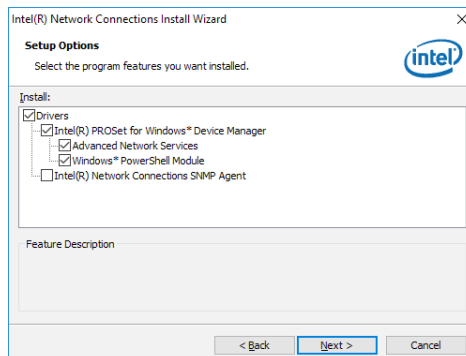 Intel(R) Network Connections Install Wizard
Setup Options
Select the program features you want installed.
intel
Install:
Drivers
Intel(R) PROSet for Windows* Device Manager
Advanced Network Services
Windows* PowerShell Module
Intel(R) Network Connections SNMP Agent
Feature Description
< Back
Next >
Cancel